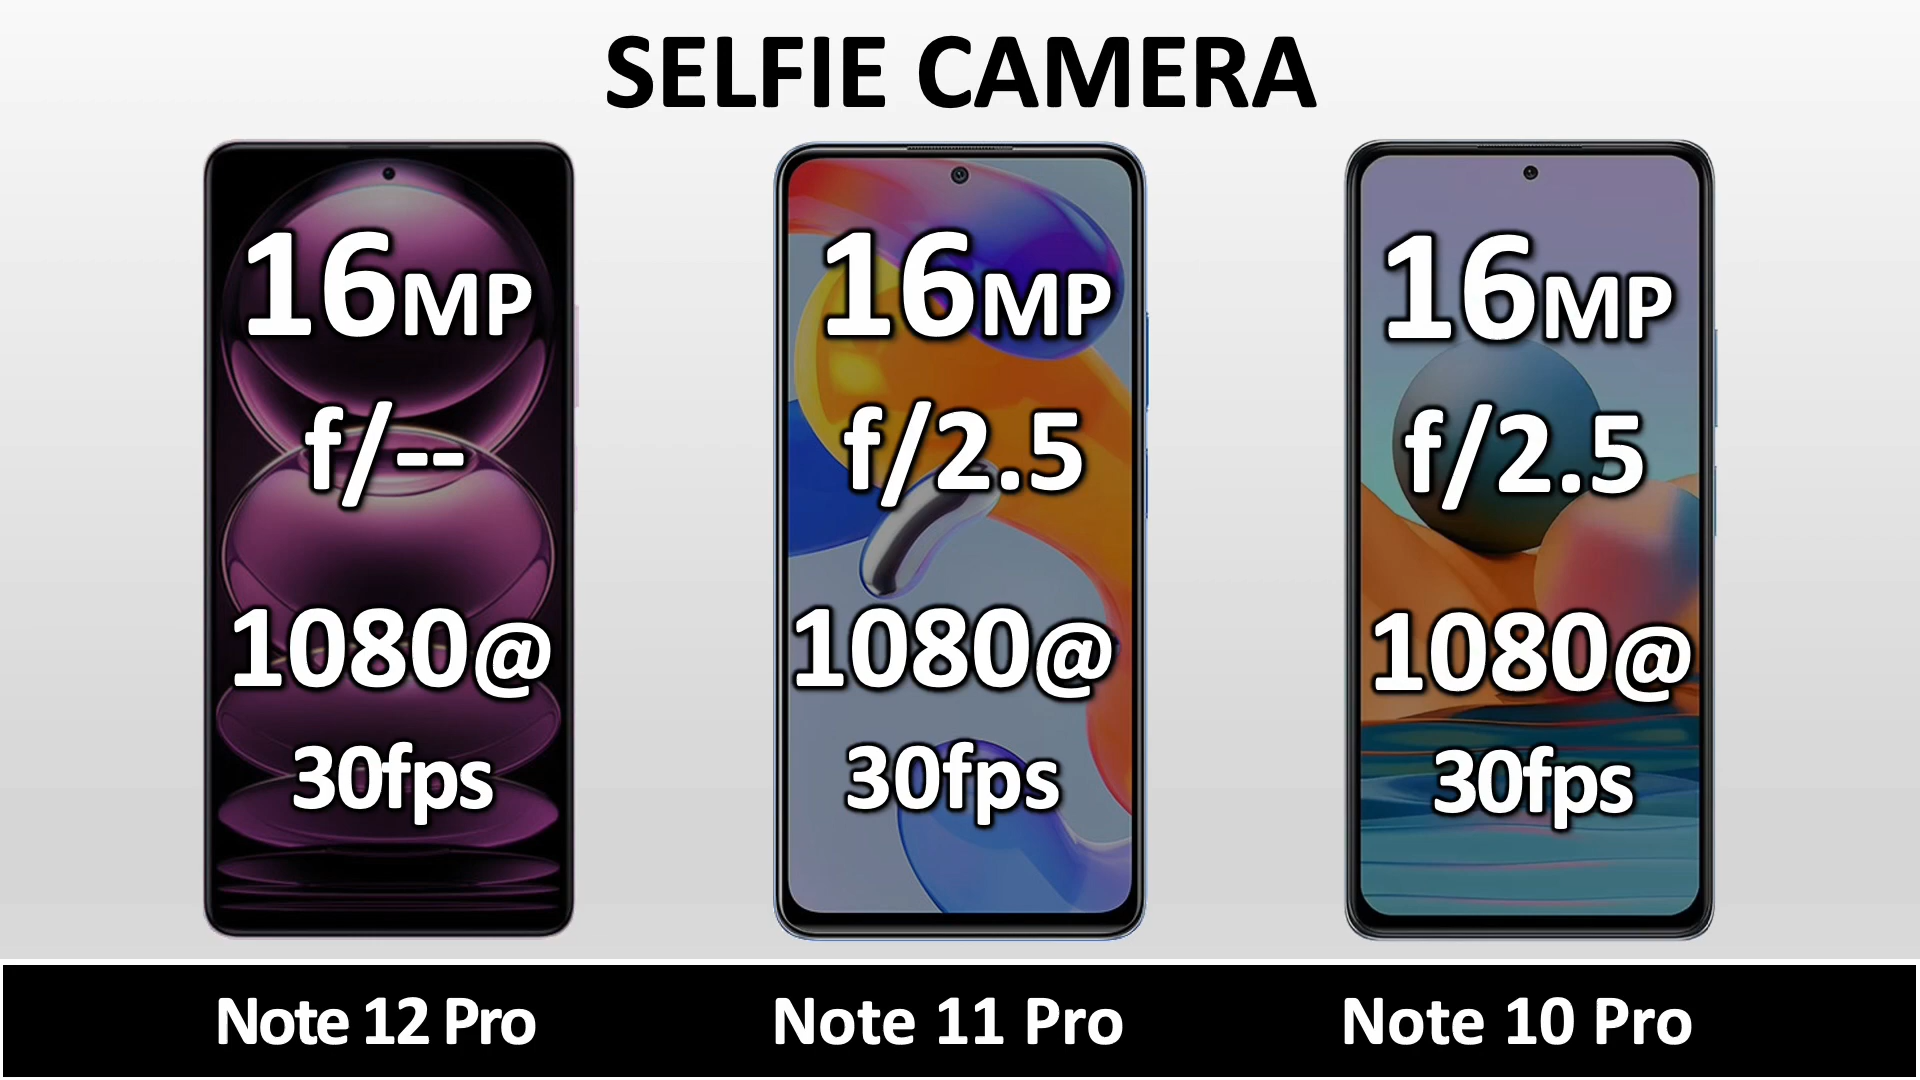 SELFIE CAMERA
16MP
f/--
1080@
30fps
16MP
f/2.5
1080@
30fps
16MP
f/2.5
1080@
30fps
Note 12 Pro
Note 11 Pro
Note 10 Pro